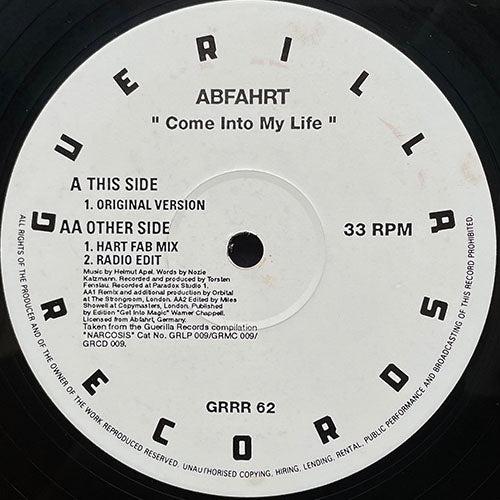 GUERILLA RECORDS
ABFAHRT
" Come Into My Life "
A THIS SIDE
1. ORIGINAL VERSION
AA OTHER SIDE
33 RPM
1. HART FAB MIX
2. RADIO EDIT
Music by Helmut Apel. Words by Nozie
Katzmann. Recorded and produced by Torsten
Fenslau. Recorded at Paradox Studio 1.
AA1 Remix and additional production by Orbital
at The Strongroom, London. AA2 Edited by Miles
Showell at Copymasters, London. Published
by Edition "Get Into Magic" Warner Chappell.
Licensed from Abfahrt, Germany.
Taken from the Guerilla Records compilation
"NARCOSIS" Cat No. GRLP 009/GRMC 009/
GRCD 009.
GRRR 62
ALL RIGHTS OF THE PRODUCER AND OF THE OWNER OF THE WORK REPRODUCED RESERVED. UNAUTHORISED COPYING, HIRING, LENDING, RENTAL, PUBLIC PERFORMANCE AND BROADCASTING OF THIS RECORD PROHIBITED.